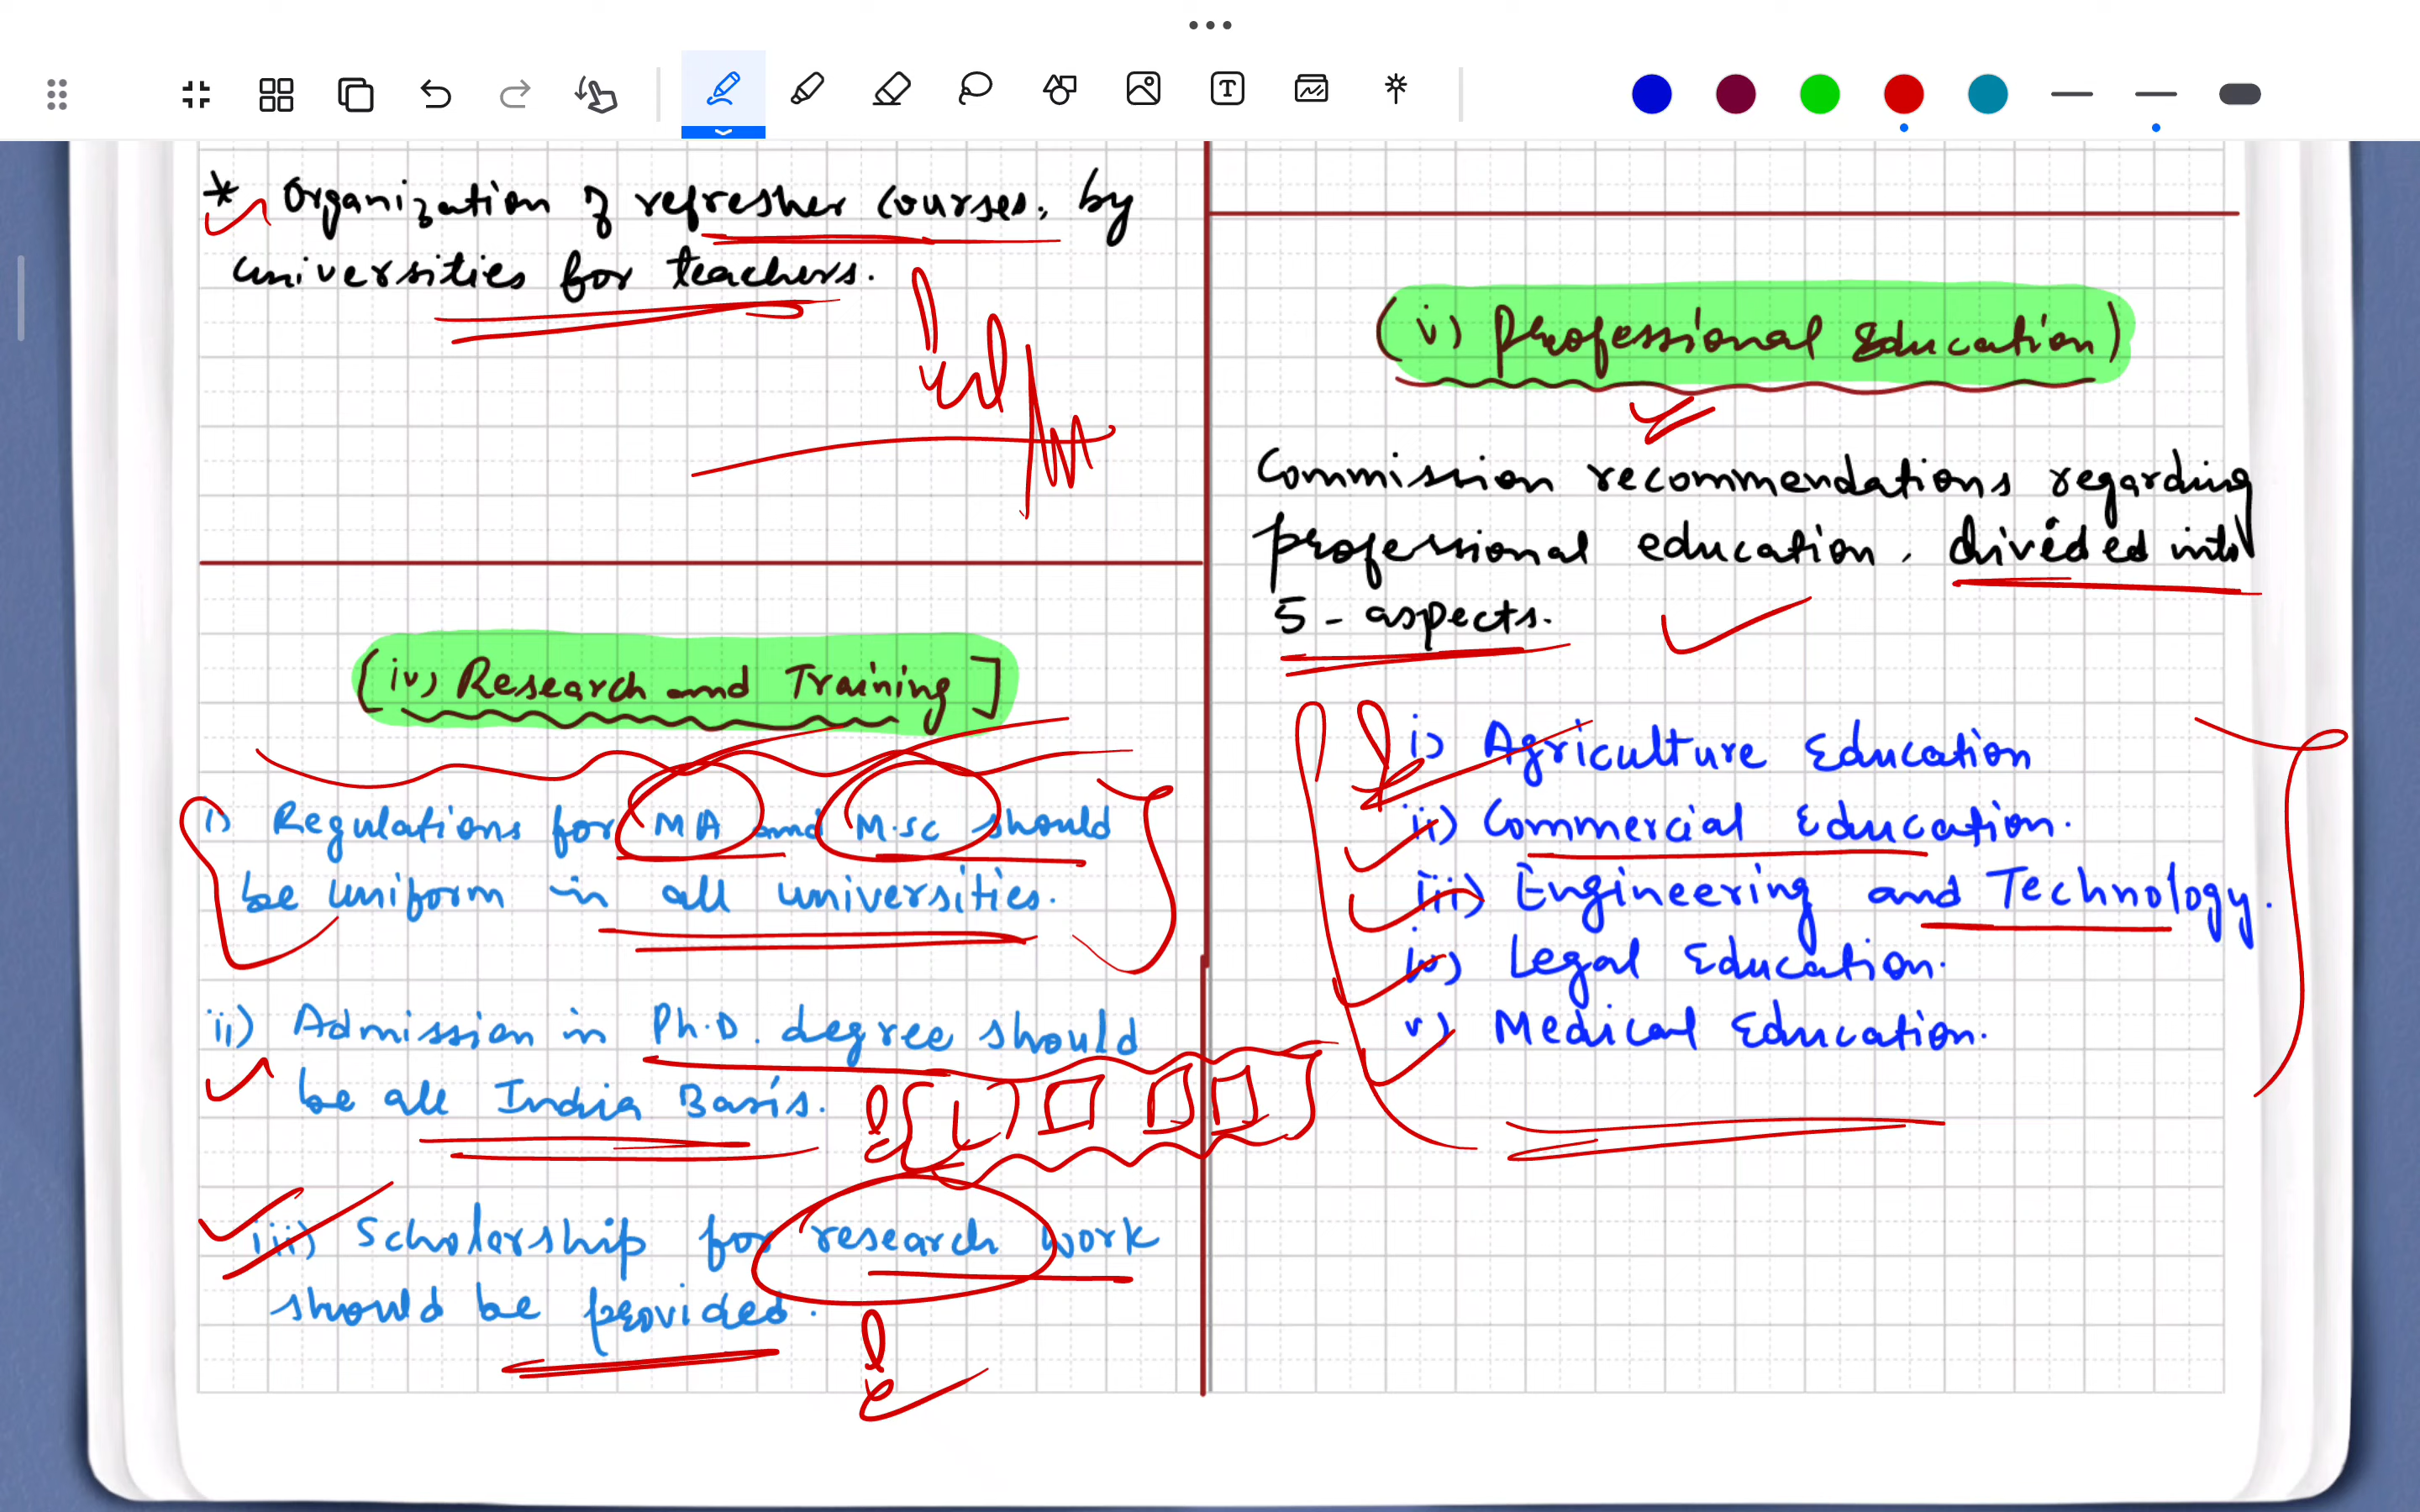 * Organization of refresher courses, by
universities for teachers.
[iv) Research and Training]
i) Regulations for MA and M.sc should
be uniform in all universities.
ii) Admission in Ph.D. degree should
be all India Basis.
iii) Scholarship for research work
should be provided.
(v) Professional Education)
Commission recommendations regarding
professional education, divided into
5 - aspects.
i) Agriculture Education
ii) Commercial Education.
iii) Engineering and Technology.
iv) Legal Education.
v) Medical Education.